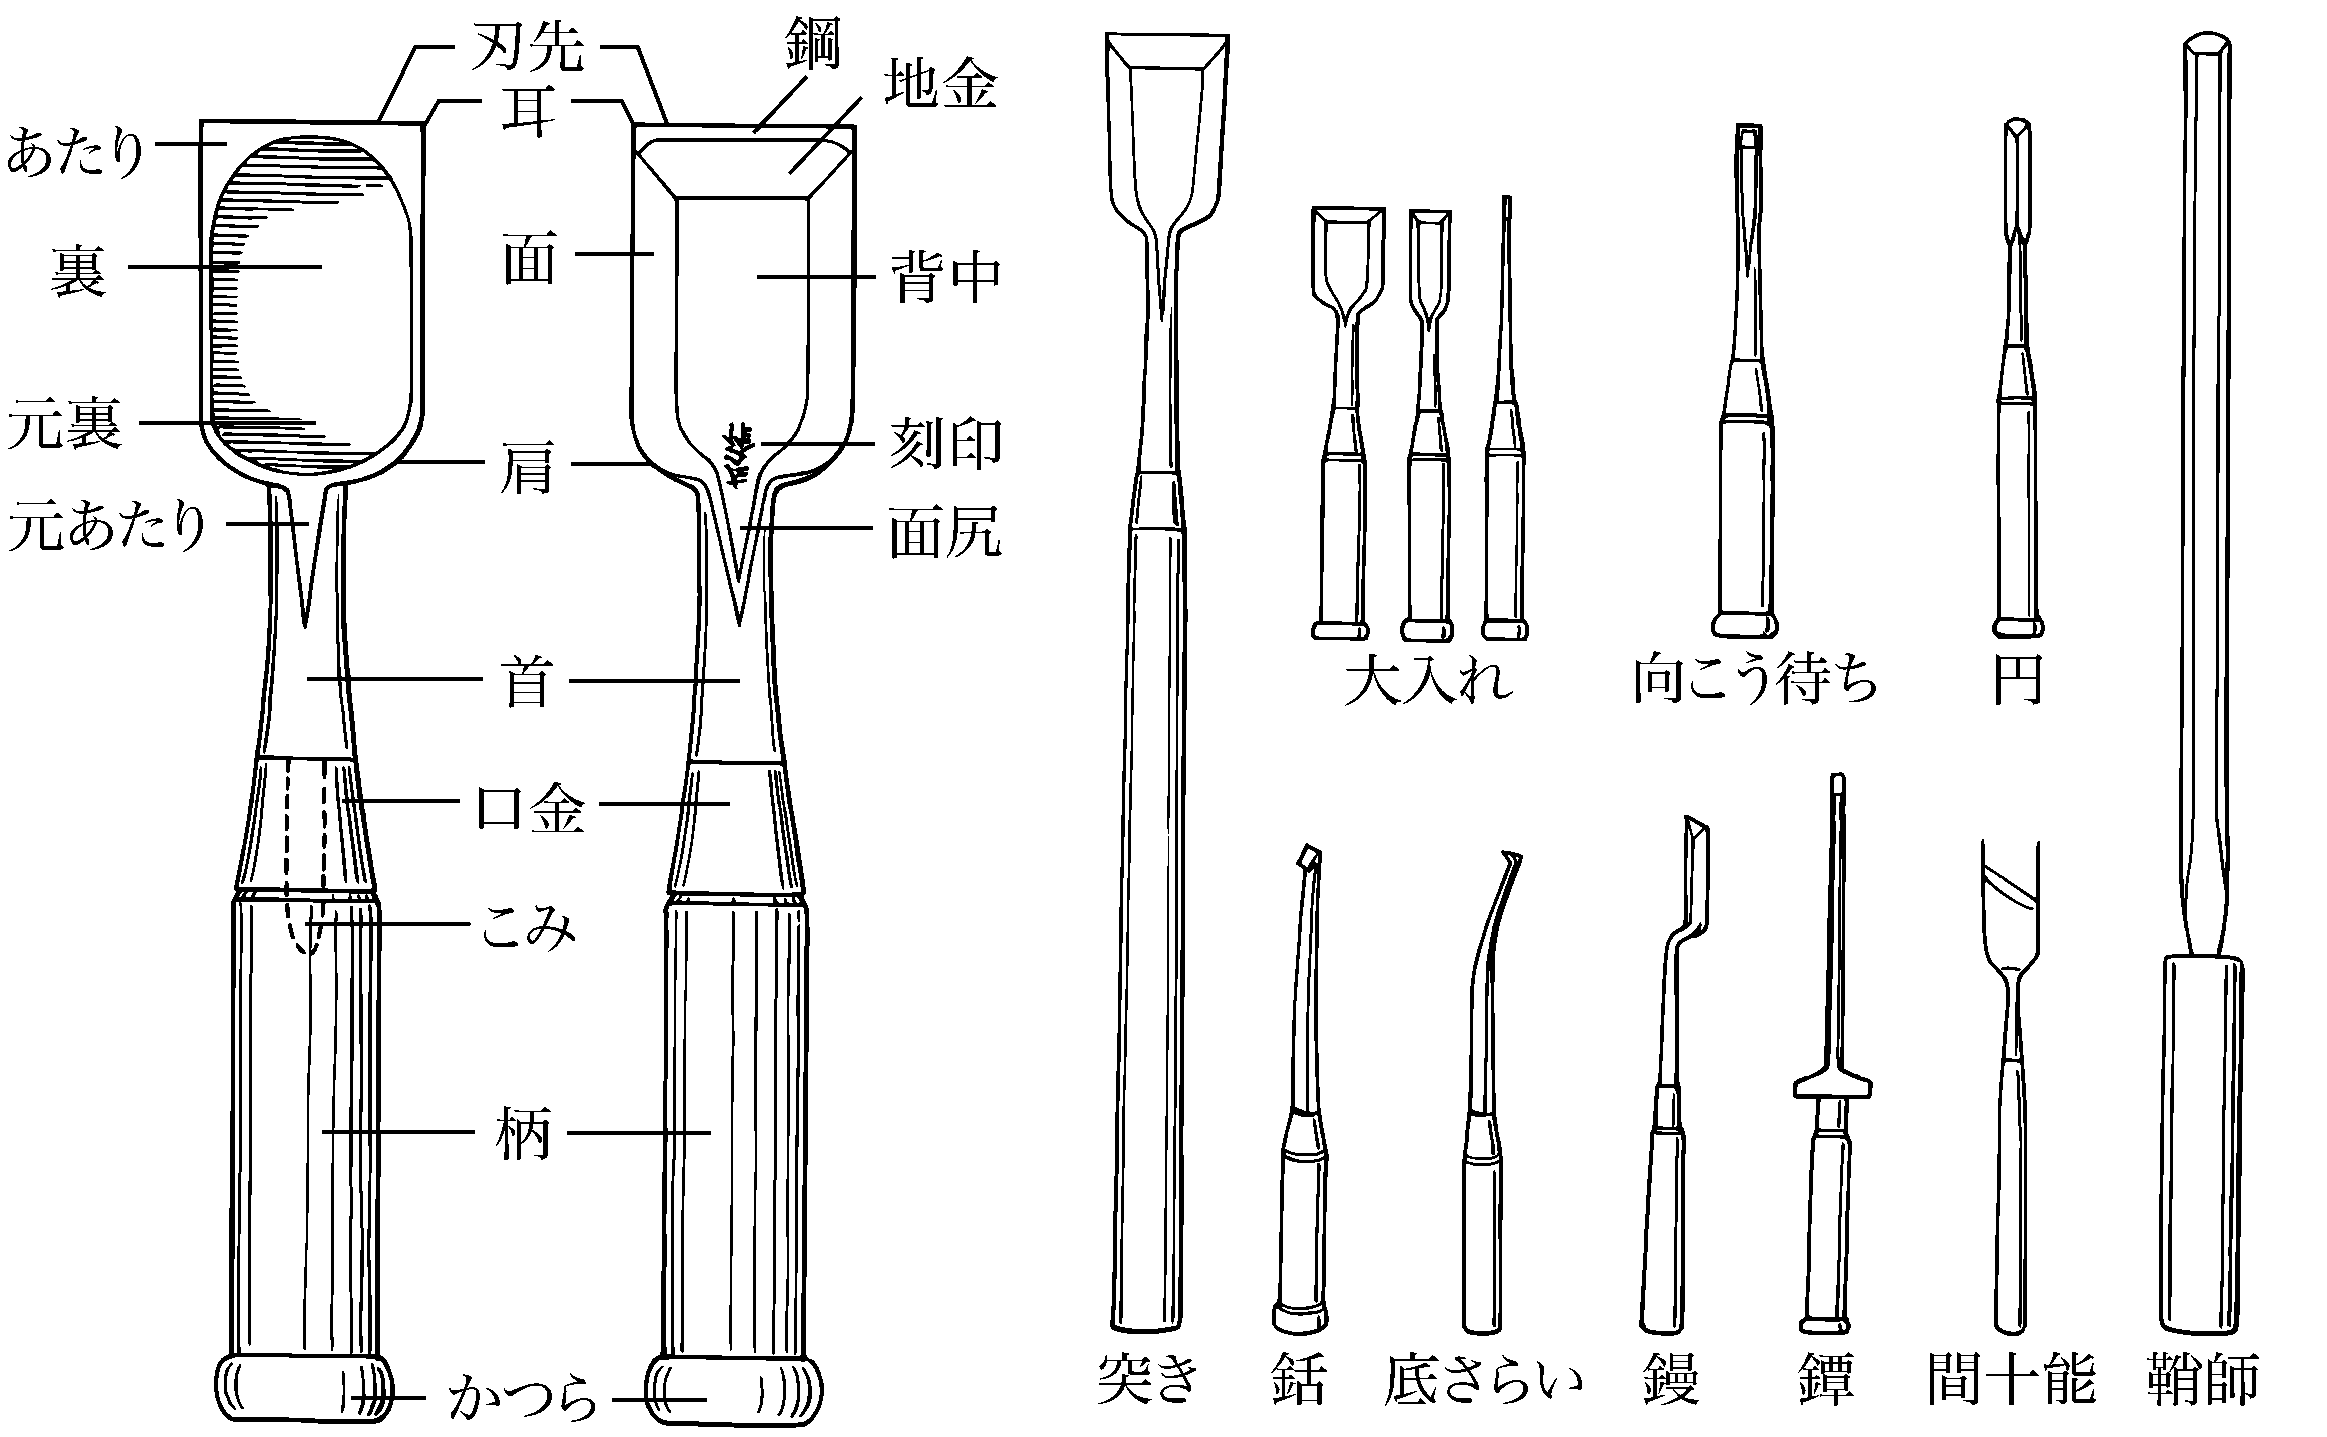 刃先
耳
あたり
裏
元裏
元あたり
鋼
地金
面
背中
肩
刻印
面尻
首
口金
こみ
柄
かつら
大入れ
向こう待ち
円
突き
銛
底さらい
鏝
鐔
間十能
鞘師